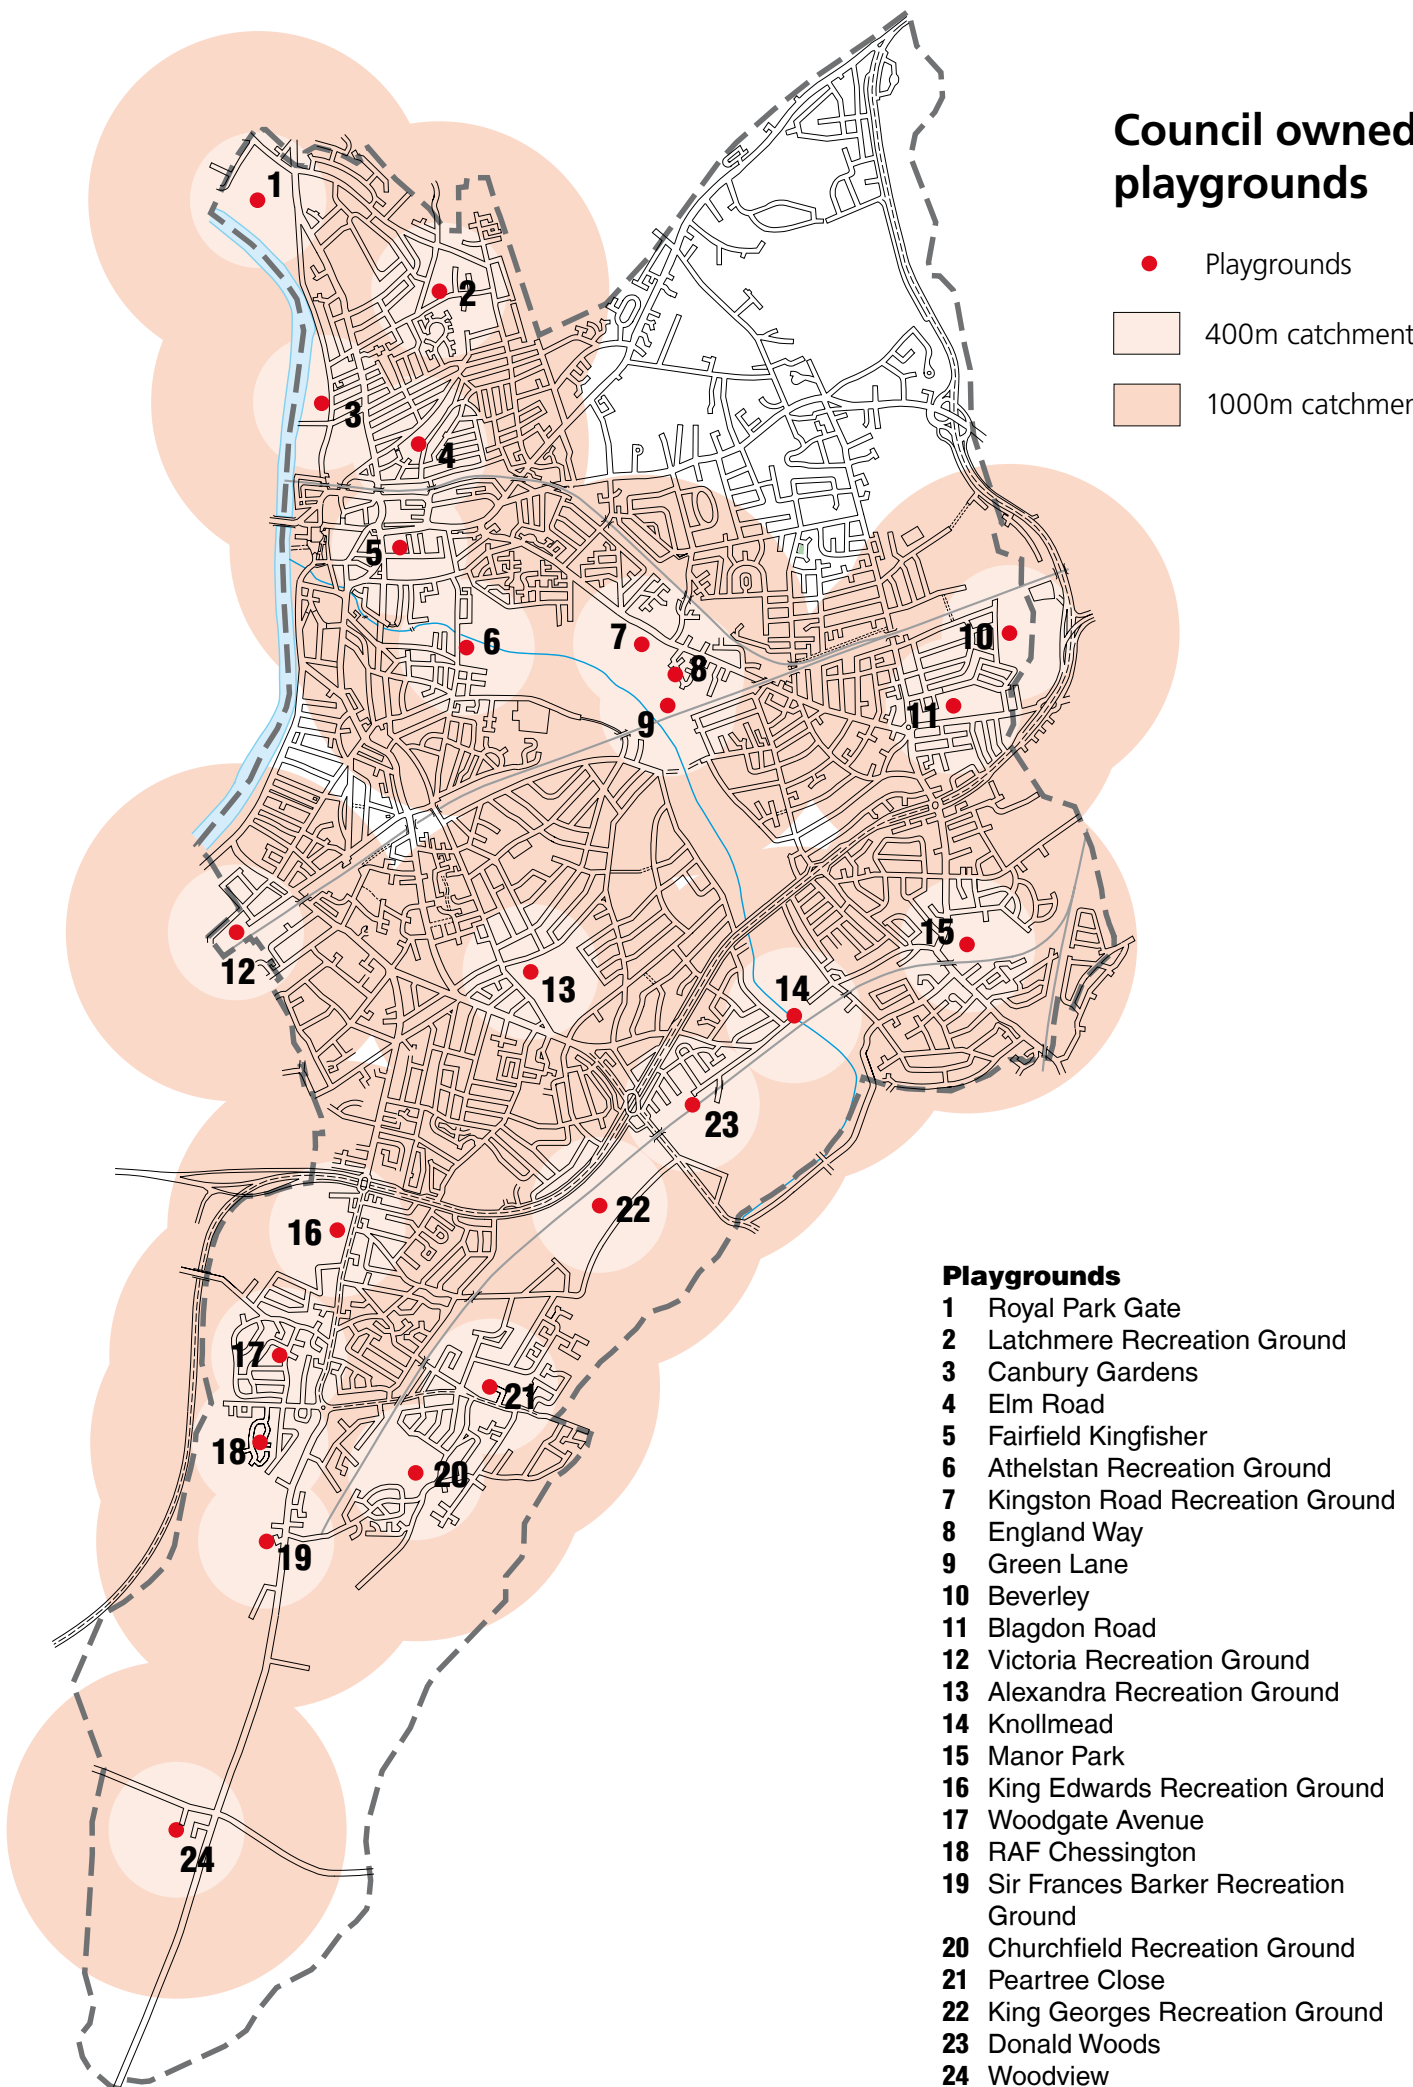 Council owned
playgrounds
Playgrounds
400m catchment
1000m catchmen
1
2
3
4
5
6
7
8
9
10
11
12
13
14
15
23
22
16
17
21
18
20
19
24
Playgrounds
1 Royal Park Gate
2 Latchmere Recreation Ground
3 Canbury Gardens
4 Elm Road
5 Fairfield Kingfisher
6 Athelstan Recreation Ground
7 Kingston Road Recreation Ground
8 England Way
9 Green Lane
10 Beverley
11 Blagdon Road
12 Victoria Recreation Ground
13 Alexandra Recreation Ground
14 Knollmead
15 Manor Park
16 King Edwards Recreation Ground
17 Woodgate Avenue
18 RAF Chessington
19 Sir Frances Barker Recreation
Ground
20 Churchfield Recreation Ground
21 Peartree Close
22 King Georges Recreation Ground
23 Donald Woods
24 Woodview